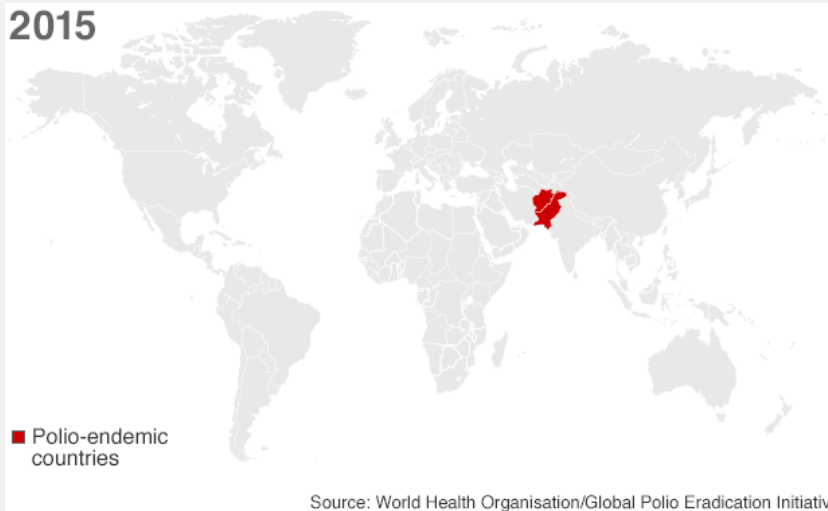 2015
Polio-endemic
countries
Source: World Health Organisation/Global Polio Eradication Initiativ